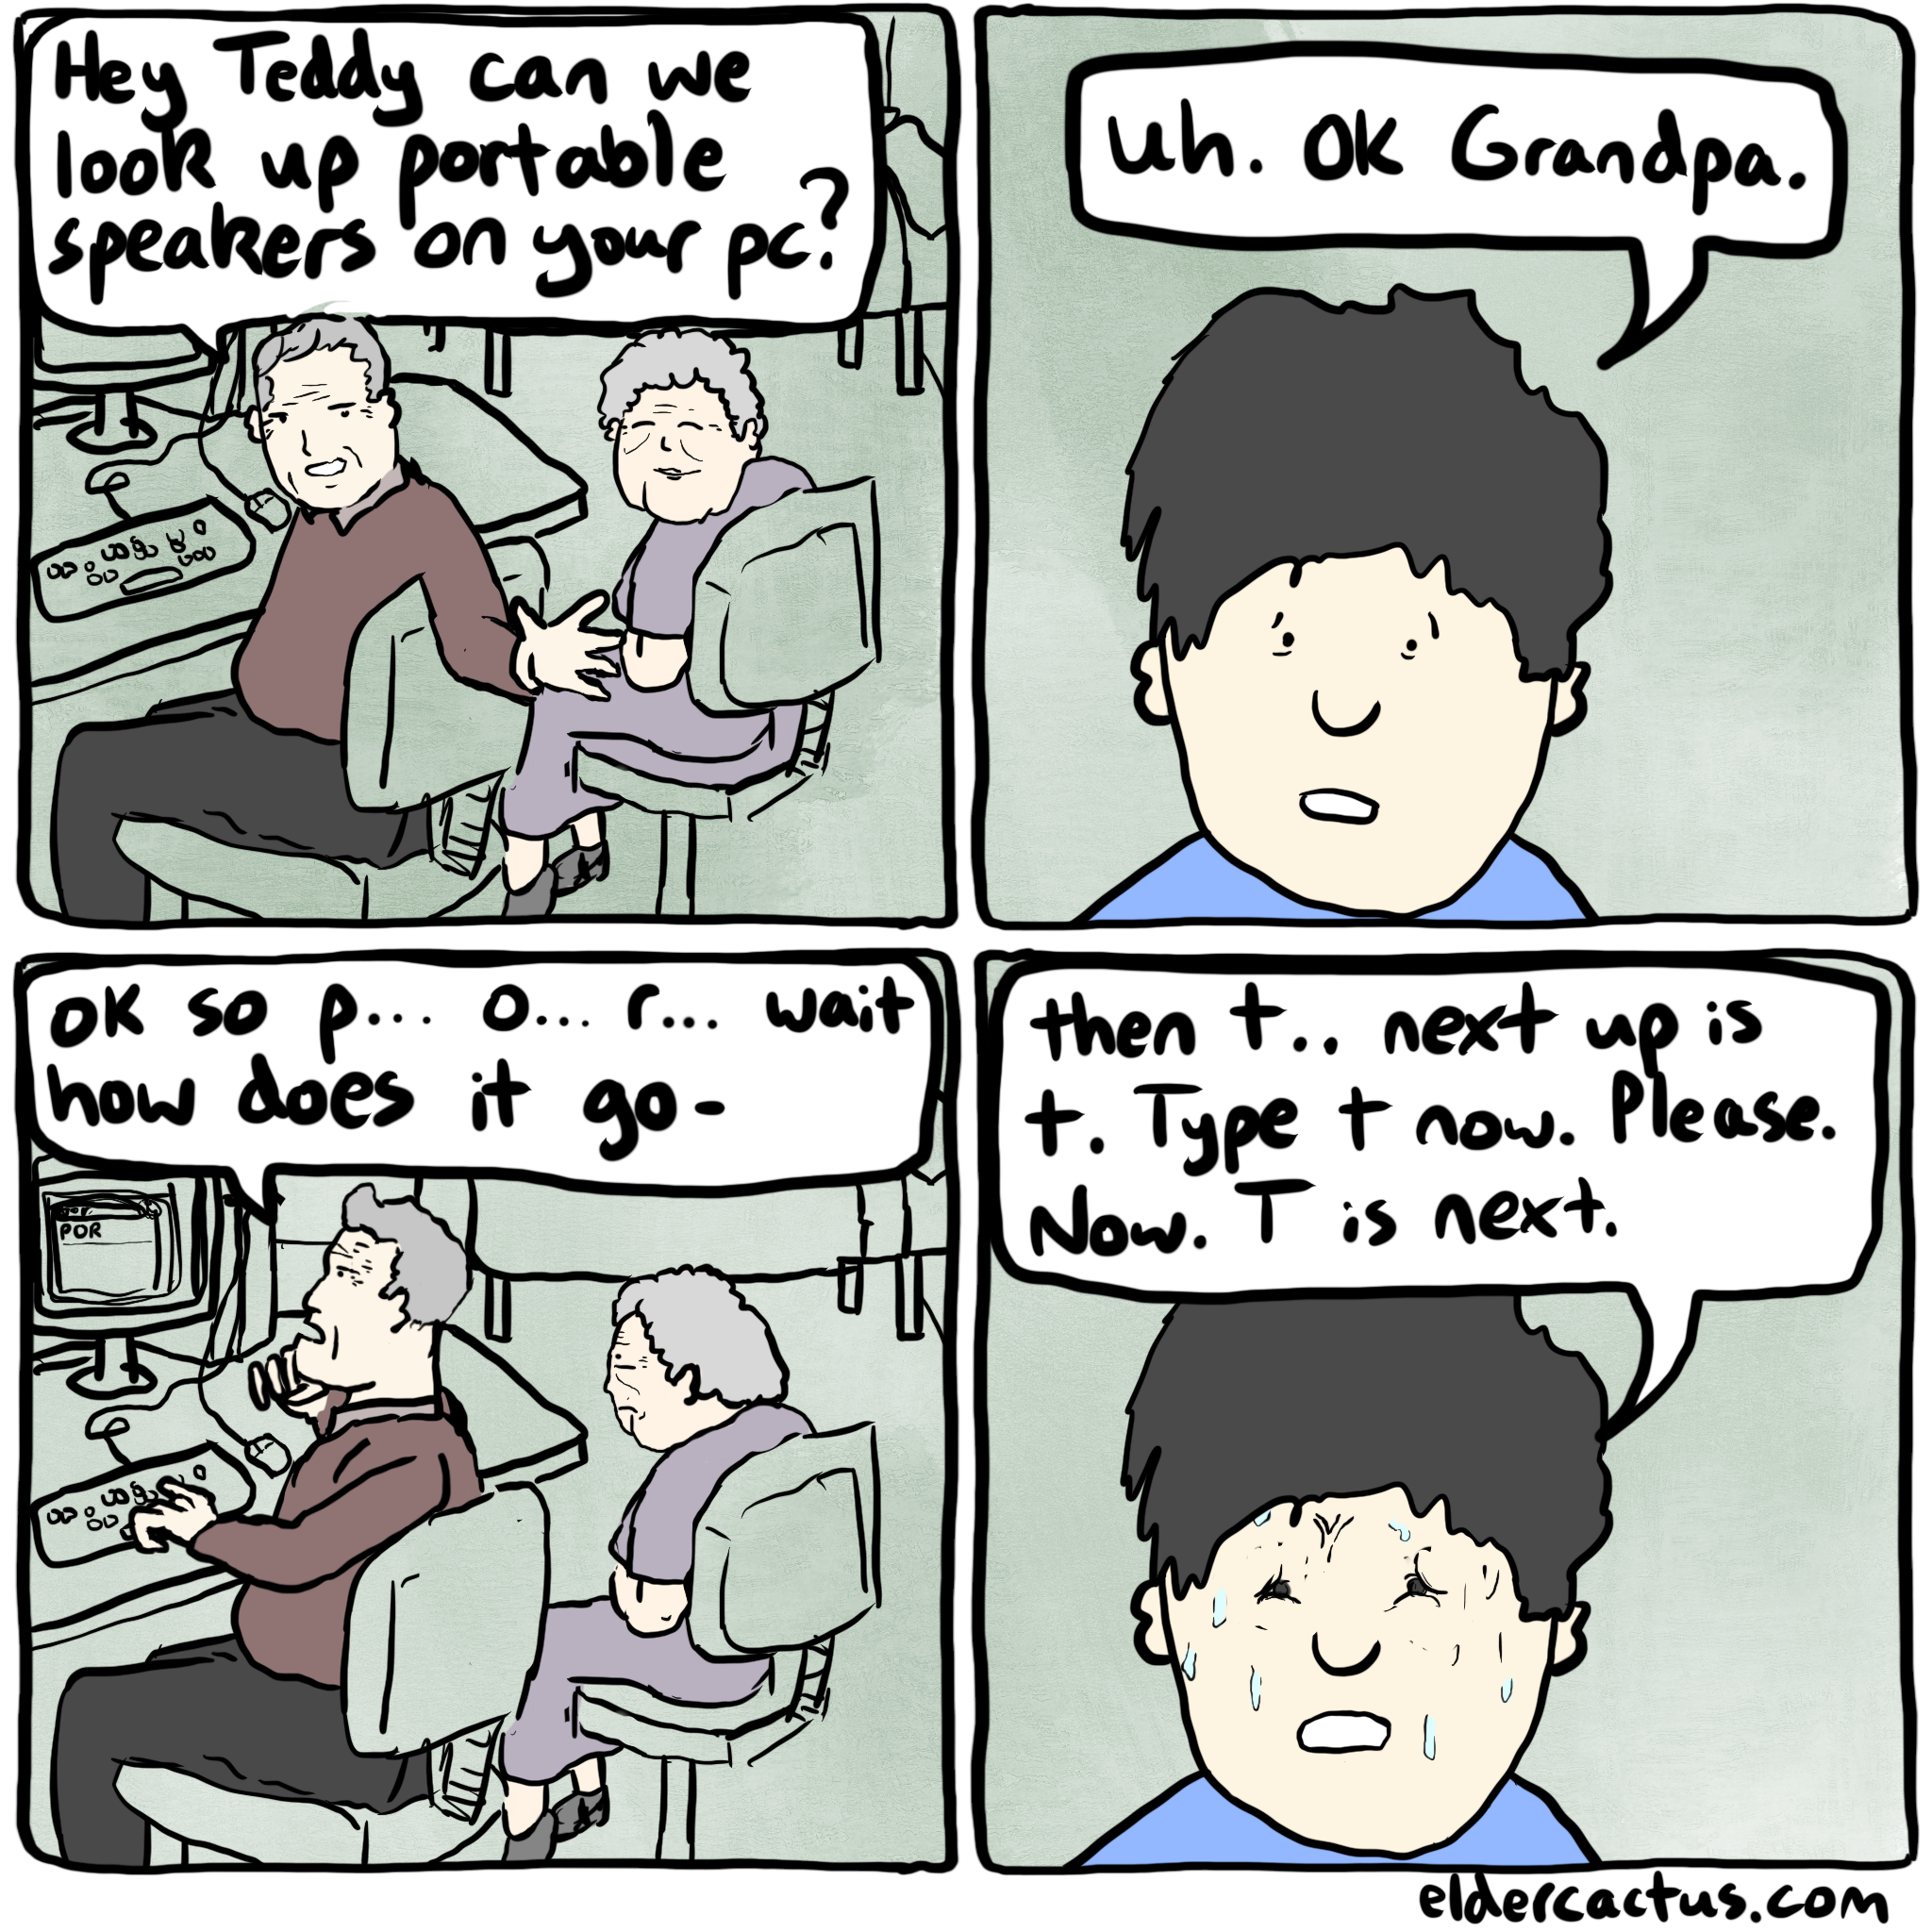 Hey Teddy can we
look up portable
speakers on your pc?
Uh. OK Grandpa.
OK so p... o... r... wait
how does it go-
POR
then t.. next up is
t. Type t now. Please.
Now. T is next.
eldercactus.com